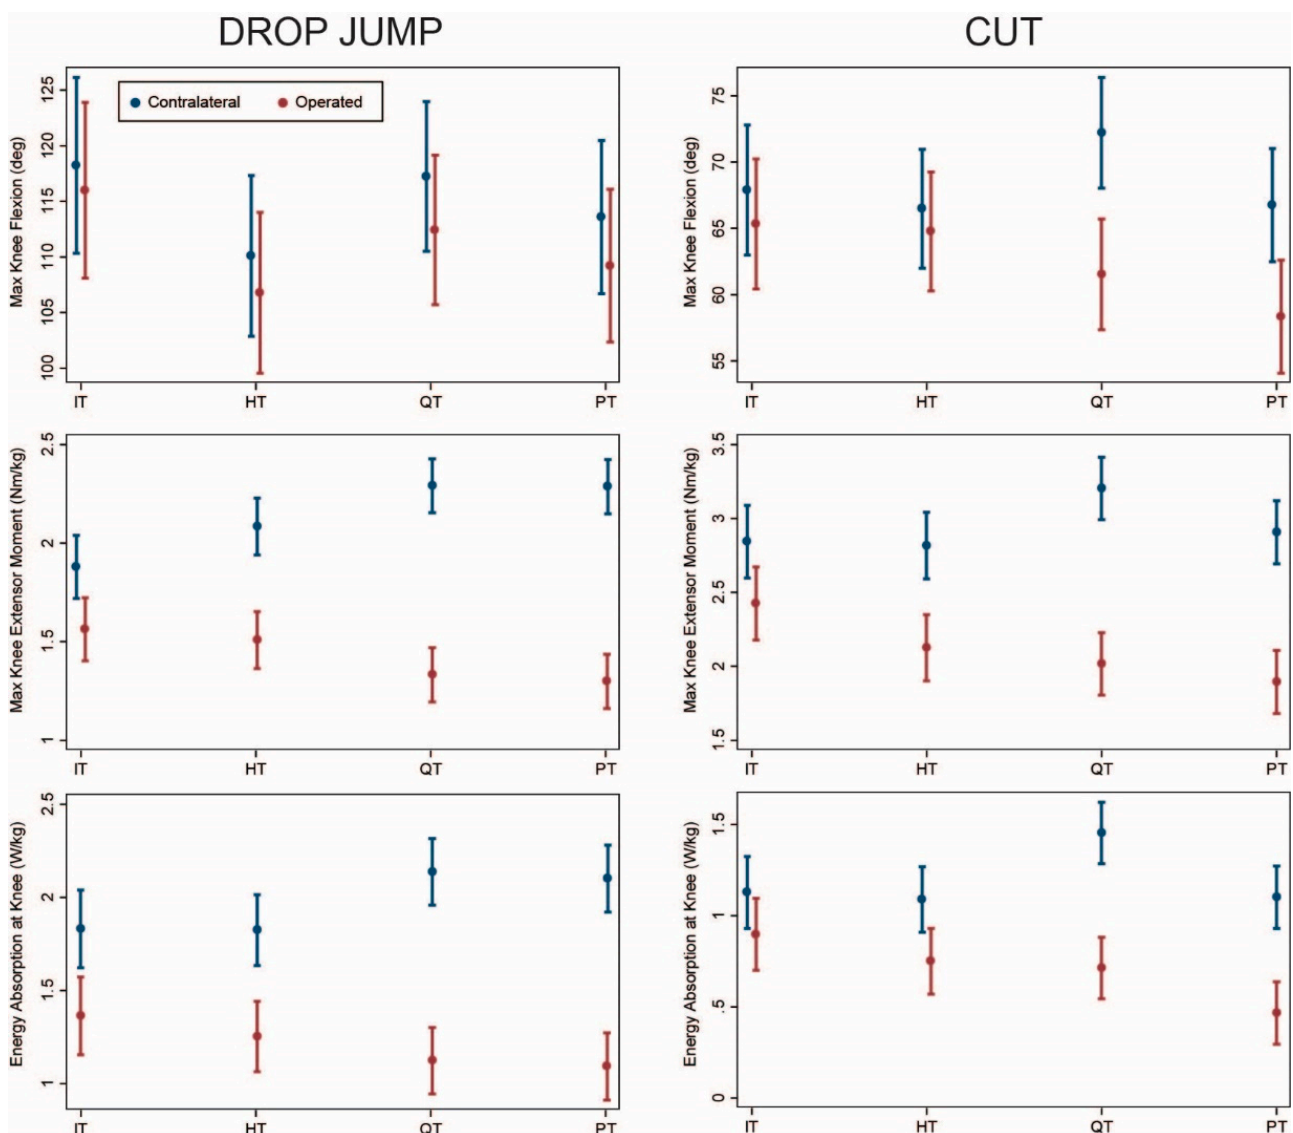 DROP JUMP
CUT
Max Knee Flexion (deg)
125
120
115
110
105
100
Contralateral
Operated
IT
HT
QT
PT
Max Knee Flexion (deg)
75
70
65
60
55
IT
HT
QT
PT
Max Knee Extensor Moment (Nm/kg)
2.5
2
1.5
1
IT
HT
QT
PT
Max Knee Extensor Moment (Nm/kg)
3.5
3
2.5
2
1.5
IT
HT
QT
PT
Energy Absorption at Knee (W/kg)
2.5
2
1.5
1
IT
HT
QT
PT
Energy Absorption at Knee (W/kg)
1.5
1
.5
0
IT
HT
QT
PT